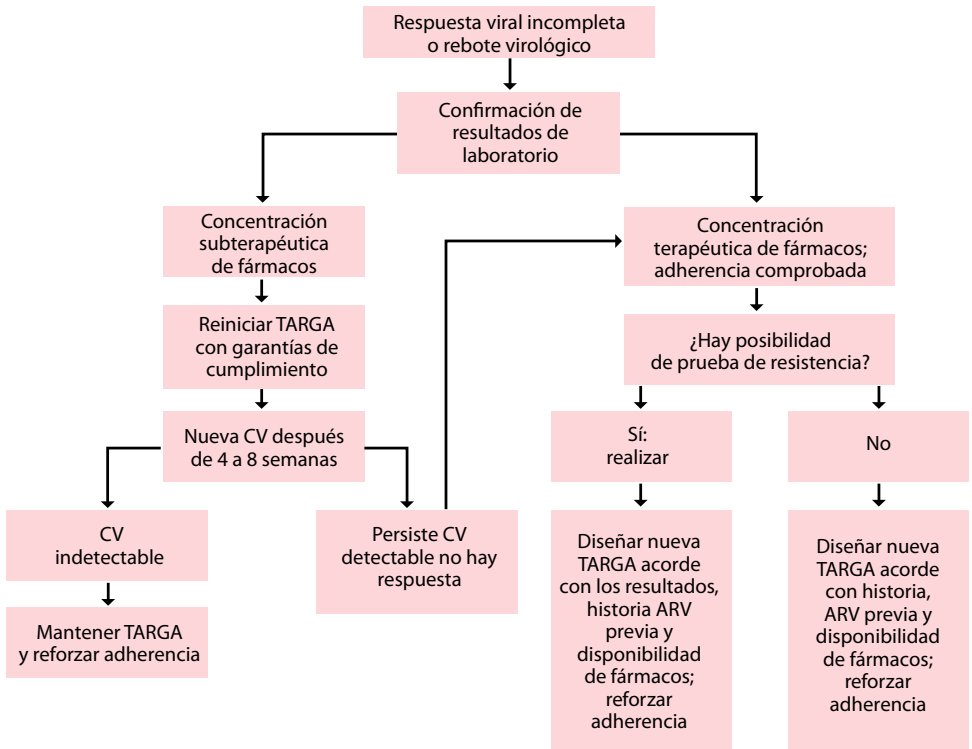 Respuesta viral incompleta
o rebote virológico
Confirmación de
resultados de
laboratorio
Concentración
subterapéutica
de fármacos
Concentración
terapéutica de fármacos;
adherencia comprobada
Reiniciar TARGA
con garantías de
cumplimiento
¿Hay posibilidad
de prueba de resistencia?
Nueva CV después
de 4 a 8 semanas
Sí:
realizar
No
CV
indetectable
Persiste CV
detectable no hay
respuesta
Mantener TARGA
y reforzar adherencia
Diseñar nueva
TARGA acorde
con los resultados,
historia ARV
previa y
disponibilidad
de fármacos;
reforzar
adherencia
Diseñar nueva
TARGA acorde
con historia,
ARV previa y
disponibilidad
de fármacos;
reforzar
adherencia